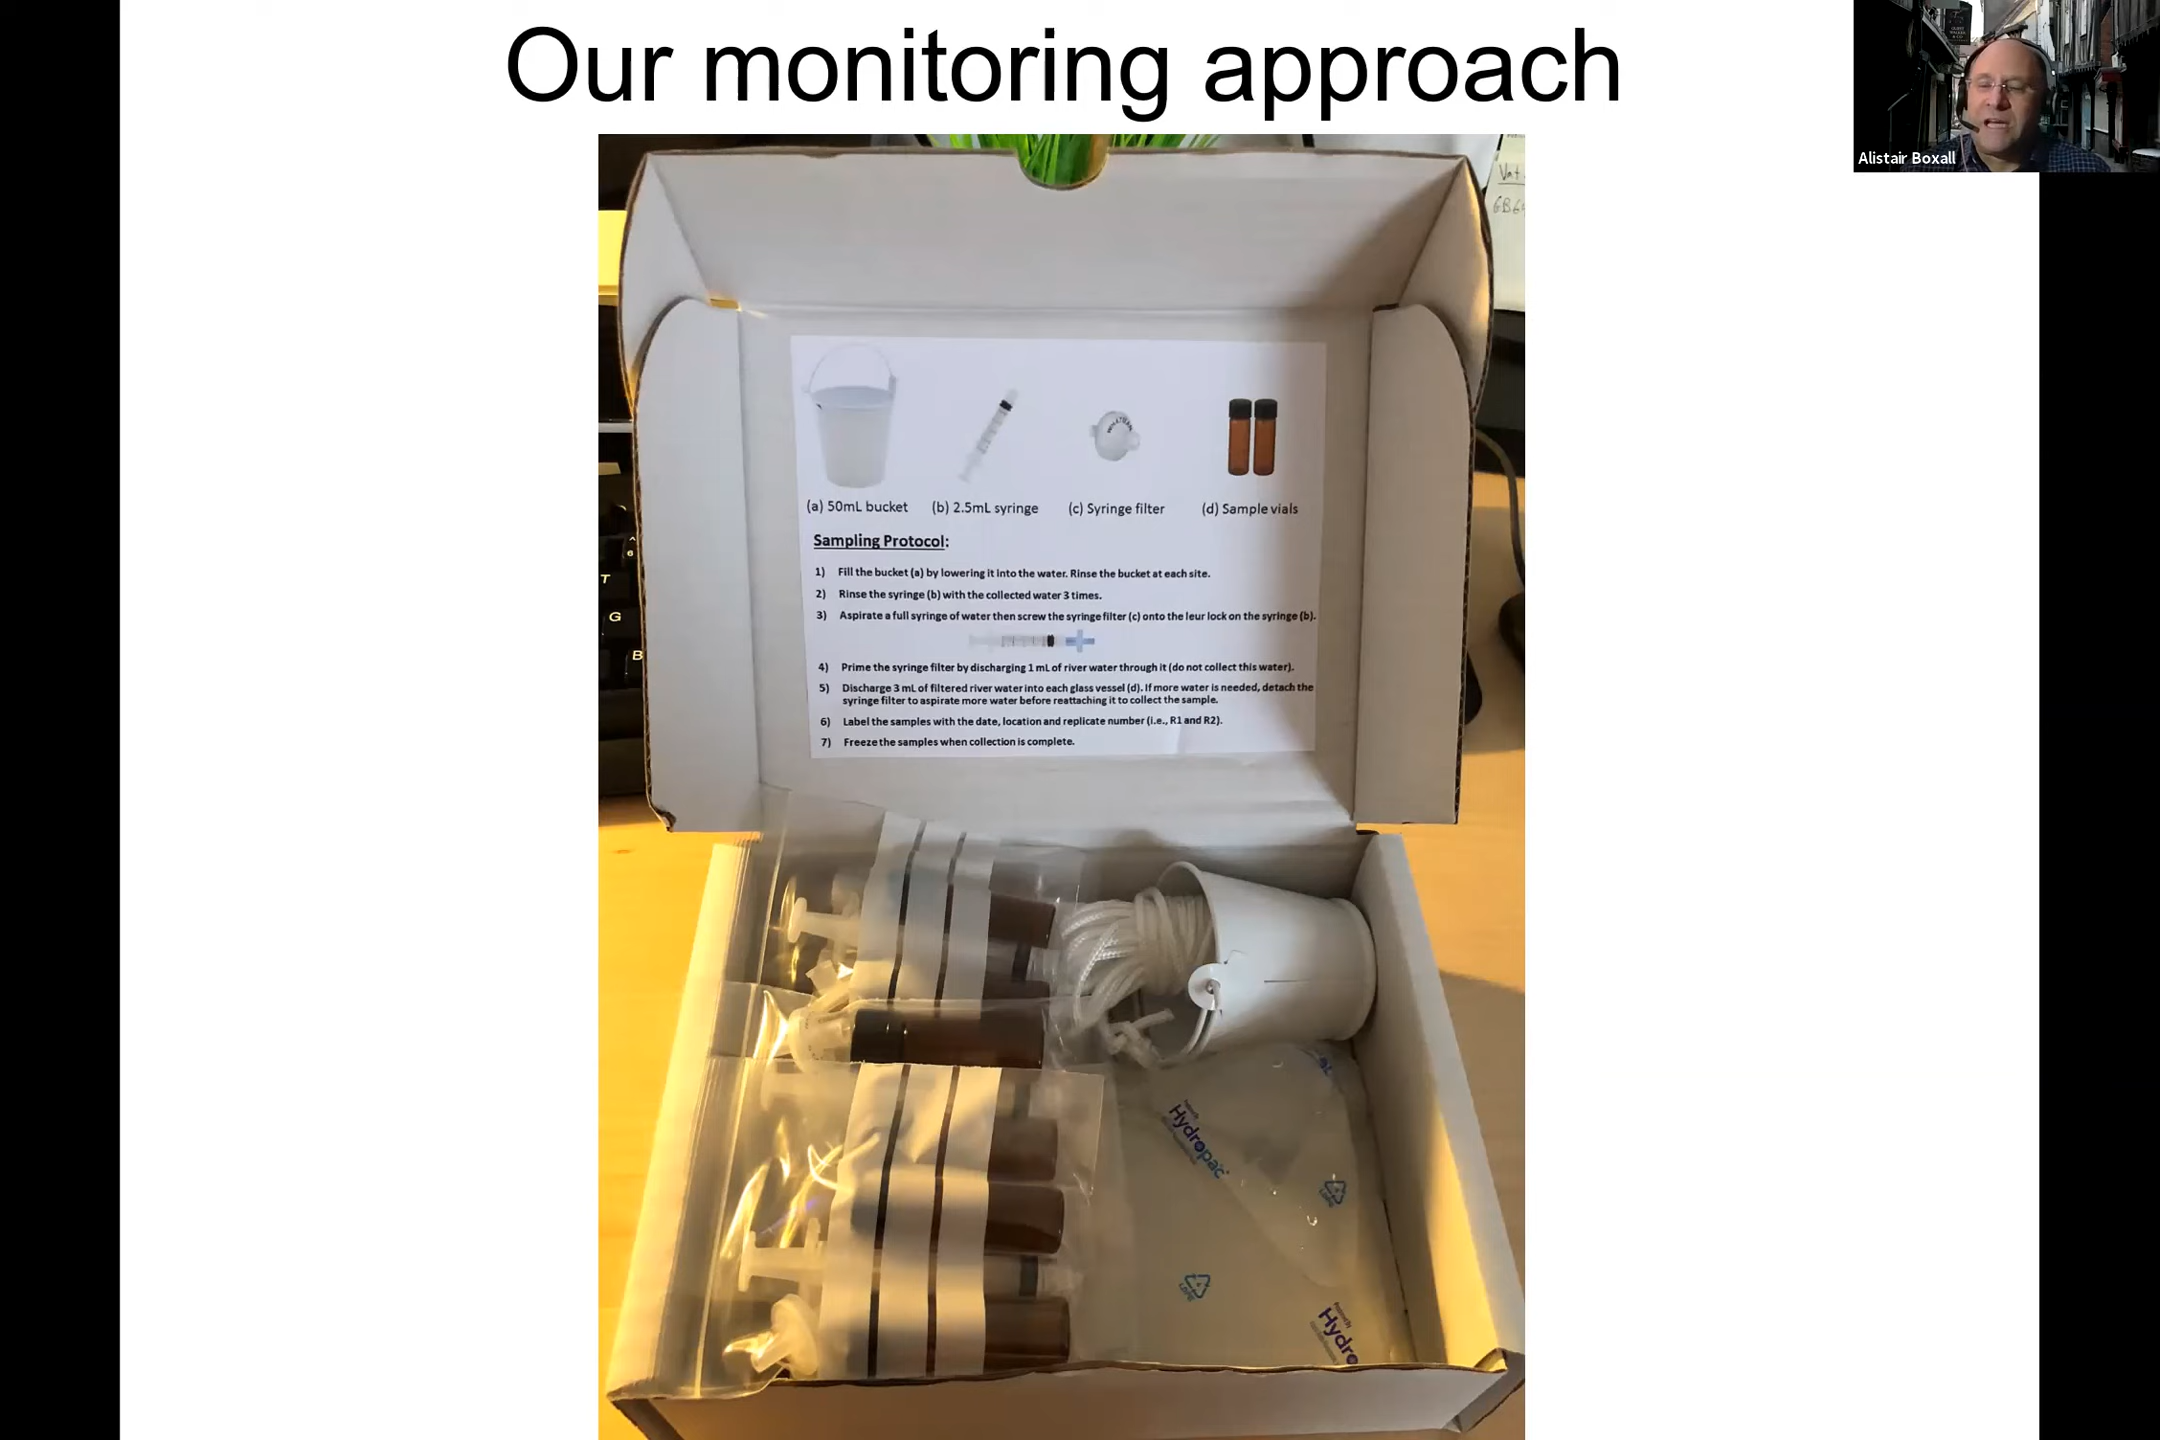 Our monitoring approach
Alistair Boxall
(a) 50mL bucket
(b) 2.5mL syringe
(c) Syringe filter
(d) Sample vials
Sampling Protocol:
1) Fill the bucket (a) by lowering it into the water. Rinse the bucket at each site.
2) Rinse the syringe (b) with the collected water 3 times.
3) Aspirate a full syringe of water then screw the syringe filter (c) onto the leur lock on the syringe (b).
4) Prime the syringe filter by discharging 1 mL of river water through it (do not collect this water).
5) Discharge 3 mL of filtered river water into each glass vessel (d). If more water is needed, detach the
syringe filter to aspirate more water before reattaching it to collect the sample.
6) Label the samples with the date, location and replicate number (i.e., R1 and R2).
7) Freeze the samples when collection is complete.
6
T
G
B
Hydropac
LDPE
LDPE
Hydro